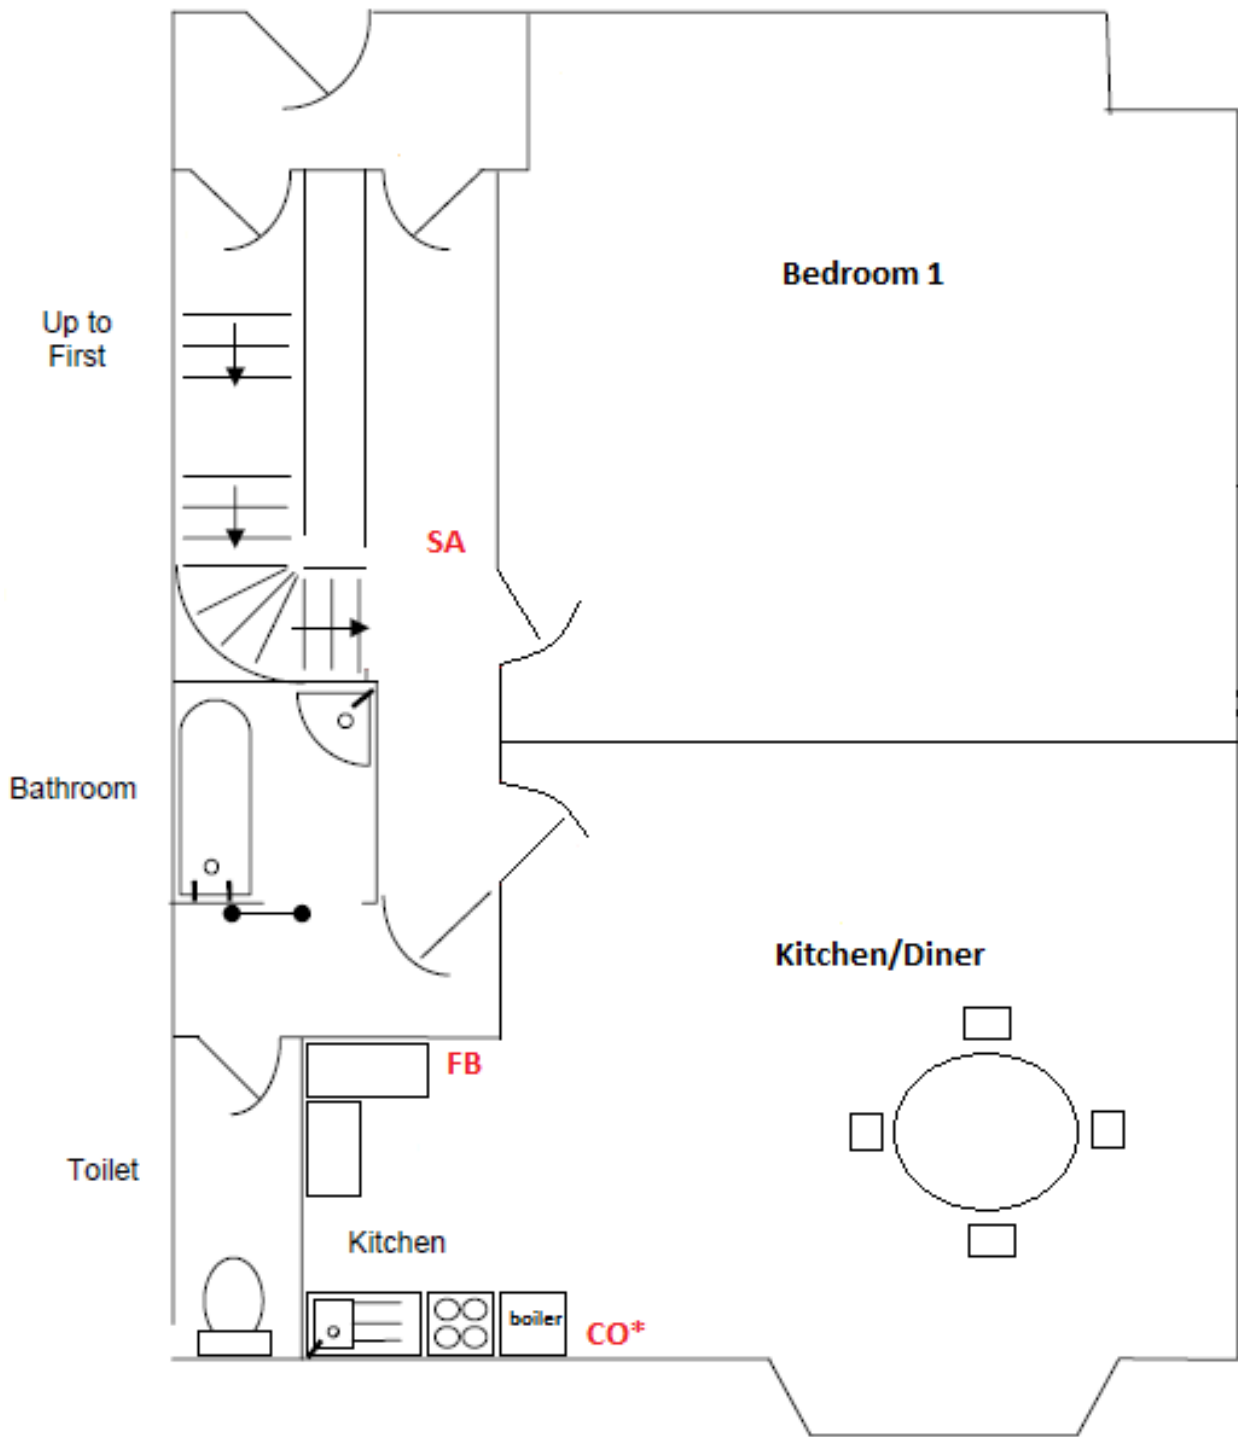 Bedroom 1
Up to
First
SA
Bathroom
Kitchen/Diner
FB
Toilet
Kitchen
boiler
CO*